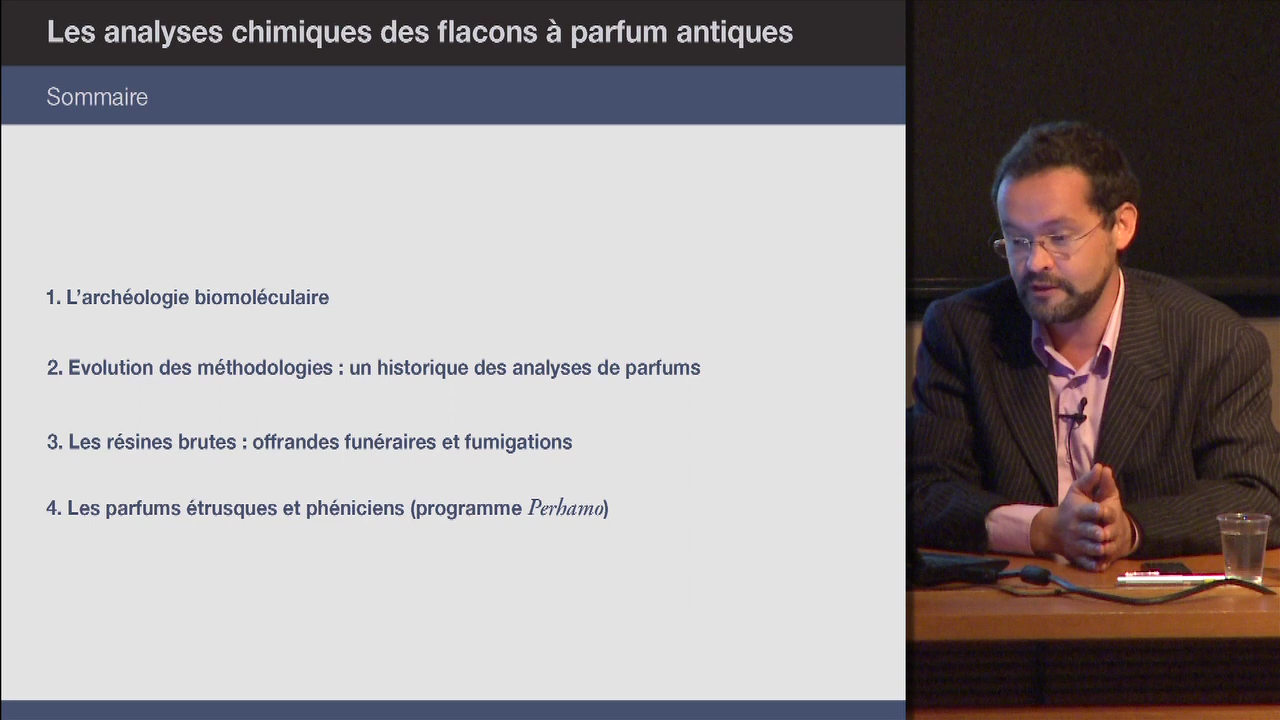 Les analyses chimiques des flacons à parfum antiques
Sommaire
1. L’archéologie biomoléculaire
2. Evolution des méthodologies : un historique des analyses de parfums
3. Les résines brutes : offrandes funéraires et fumigations
4. Les parfums étrusques et phéniciens (programme Perhamo)